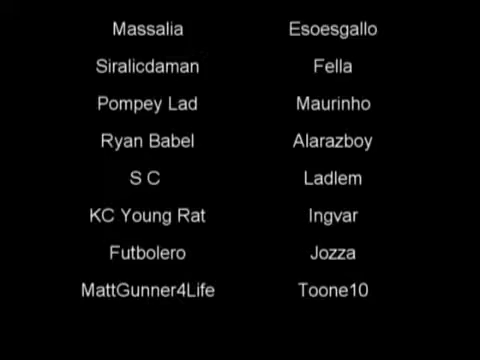 Massalia Esoesgallo
Siralicdaman Fella
Pompey Lad Maurinho
Ryan Babel Alarazboy
S C Ladlem
KC Young Rat Ingvar
Futbolero Jozza
MattGunner4Life Toone10